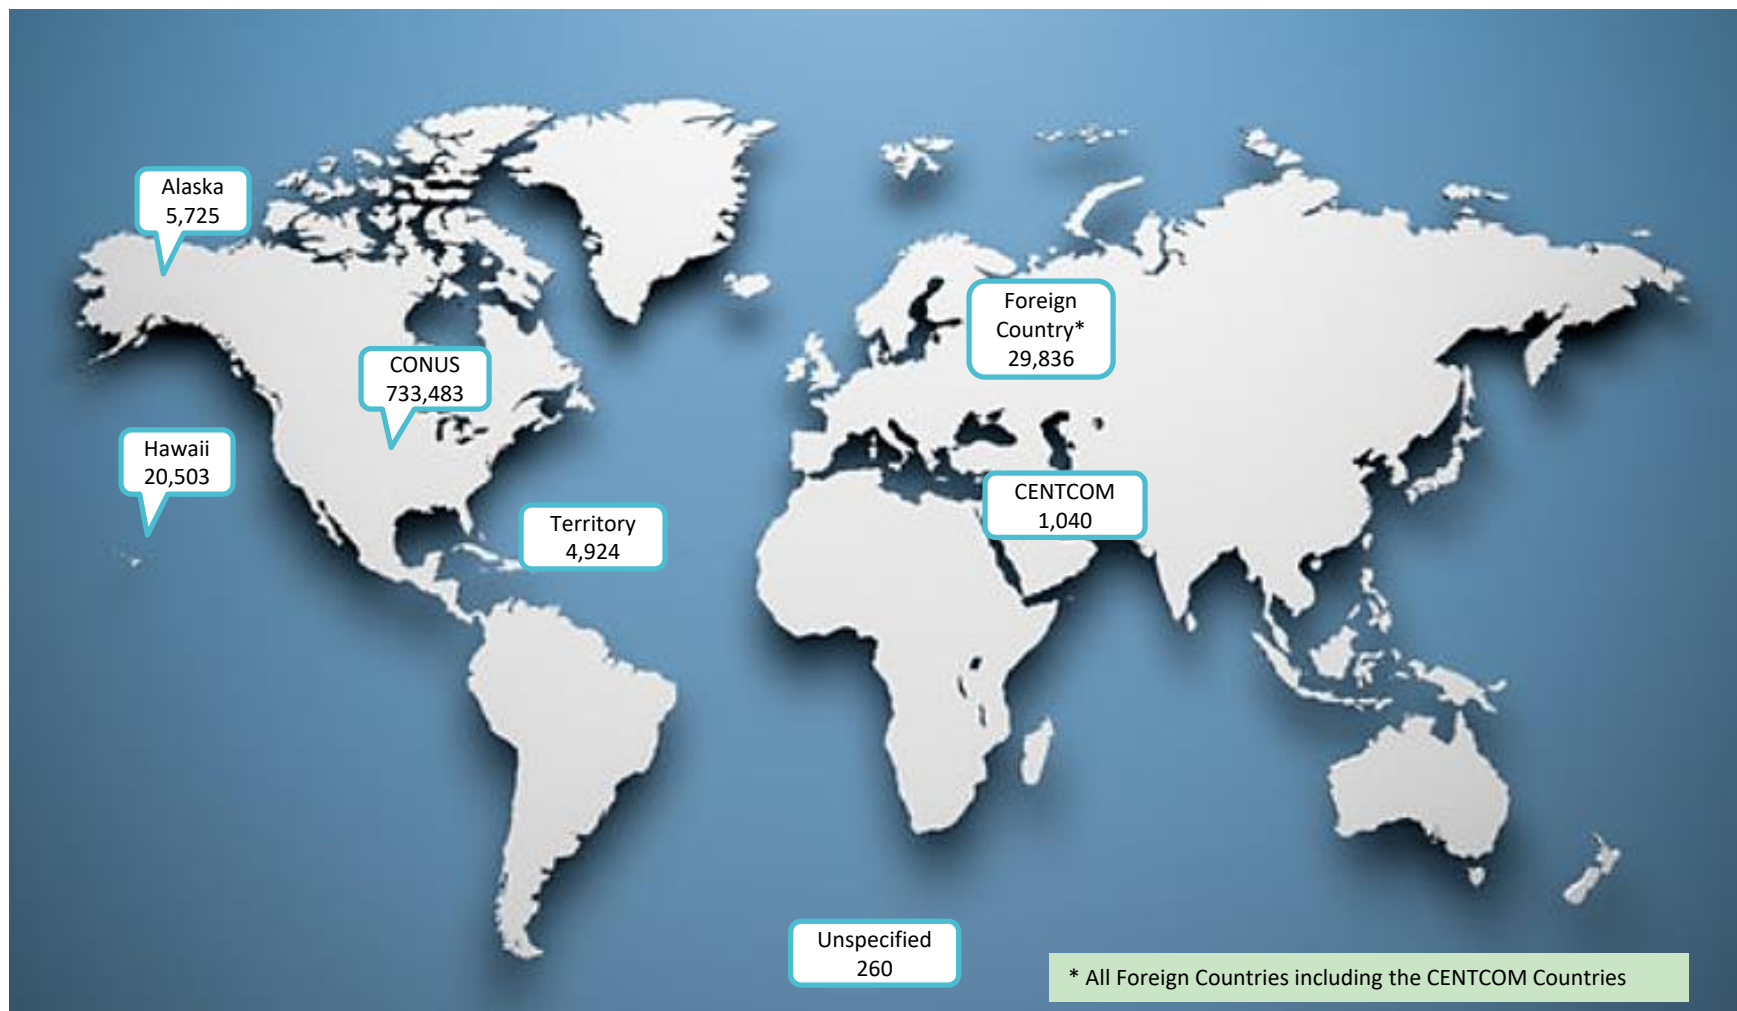 Alaska
5,725
CONUS
733,483
Hawaii
20,503
Territory
4,924
Foreign
Country*
29,836
CENTCOM
1,040
Unspecified
260
* All Foreign Countries including the CENTCOM Countries